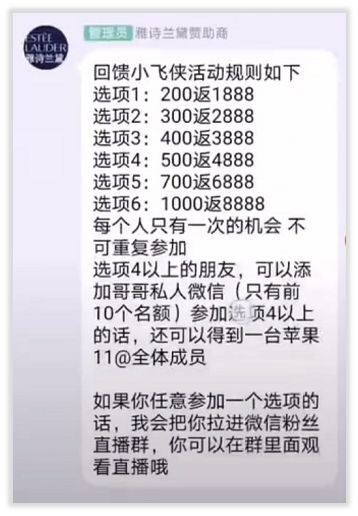 ESTĒE
LAUDER
雅诗兰黛
管理员 雅诗兰黛赞助商
回馈小飞侠活动规则如下
选项1：200返1888
选项2：300返2888
选项3：400返3888
选项4：500返4888
选项5：700返6888
选项6：1000返8888
每个人只有一次的机会 不
可重复参加
选项4以上的朋友，可以添
加哥哥私人微信（只有前
10个名额）参加选项4以上
的话，还可以得到一台苹果
11@全体成员
如果你任意参加一个选项的
话，我会把你拉进微信粉丝
直播群，你可以在群里面观
看直播哦